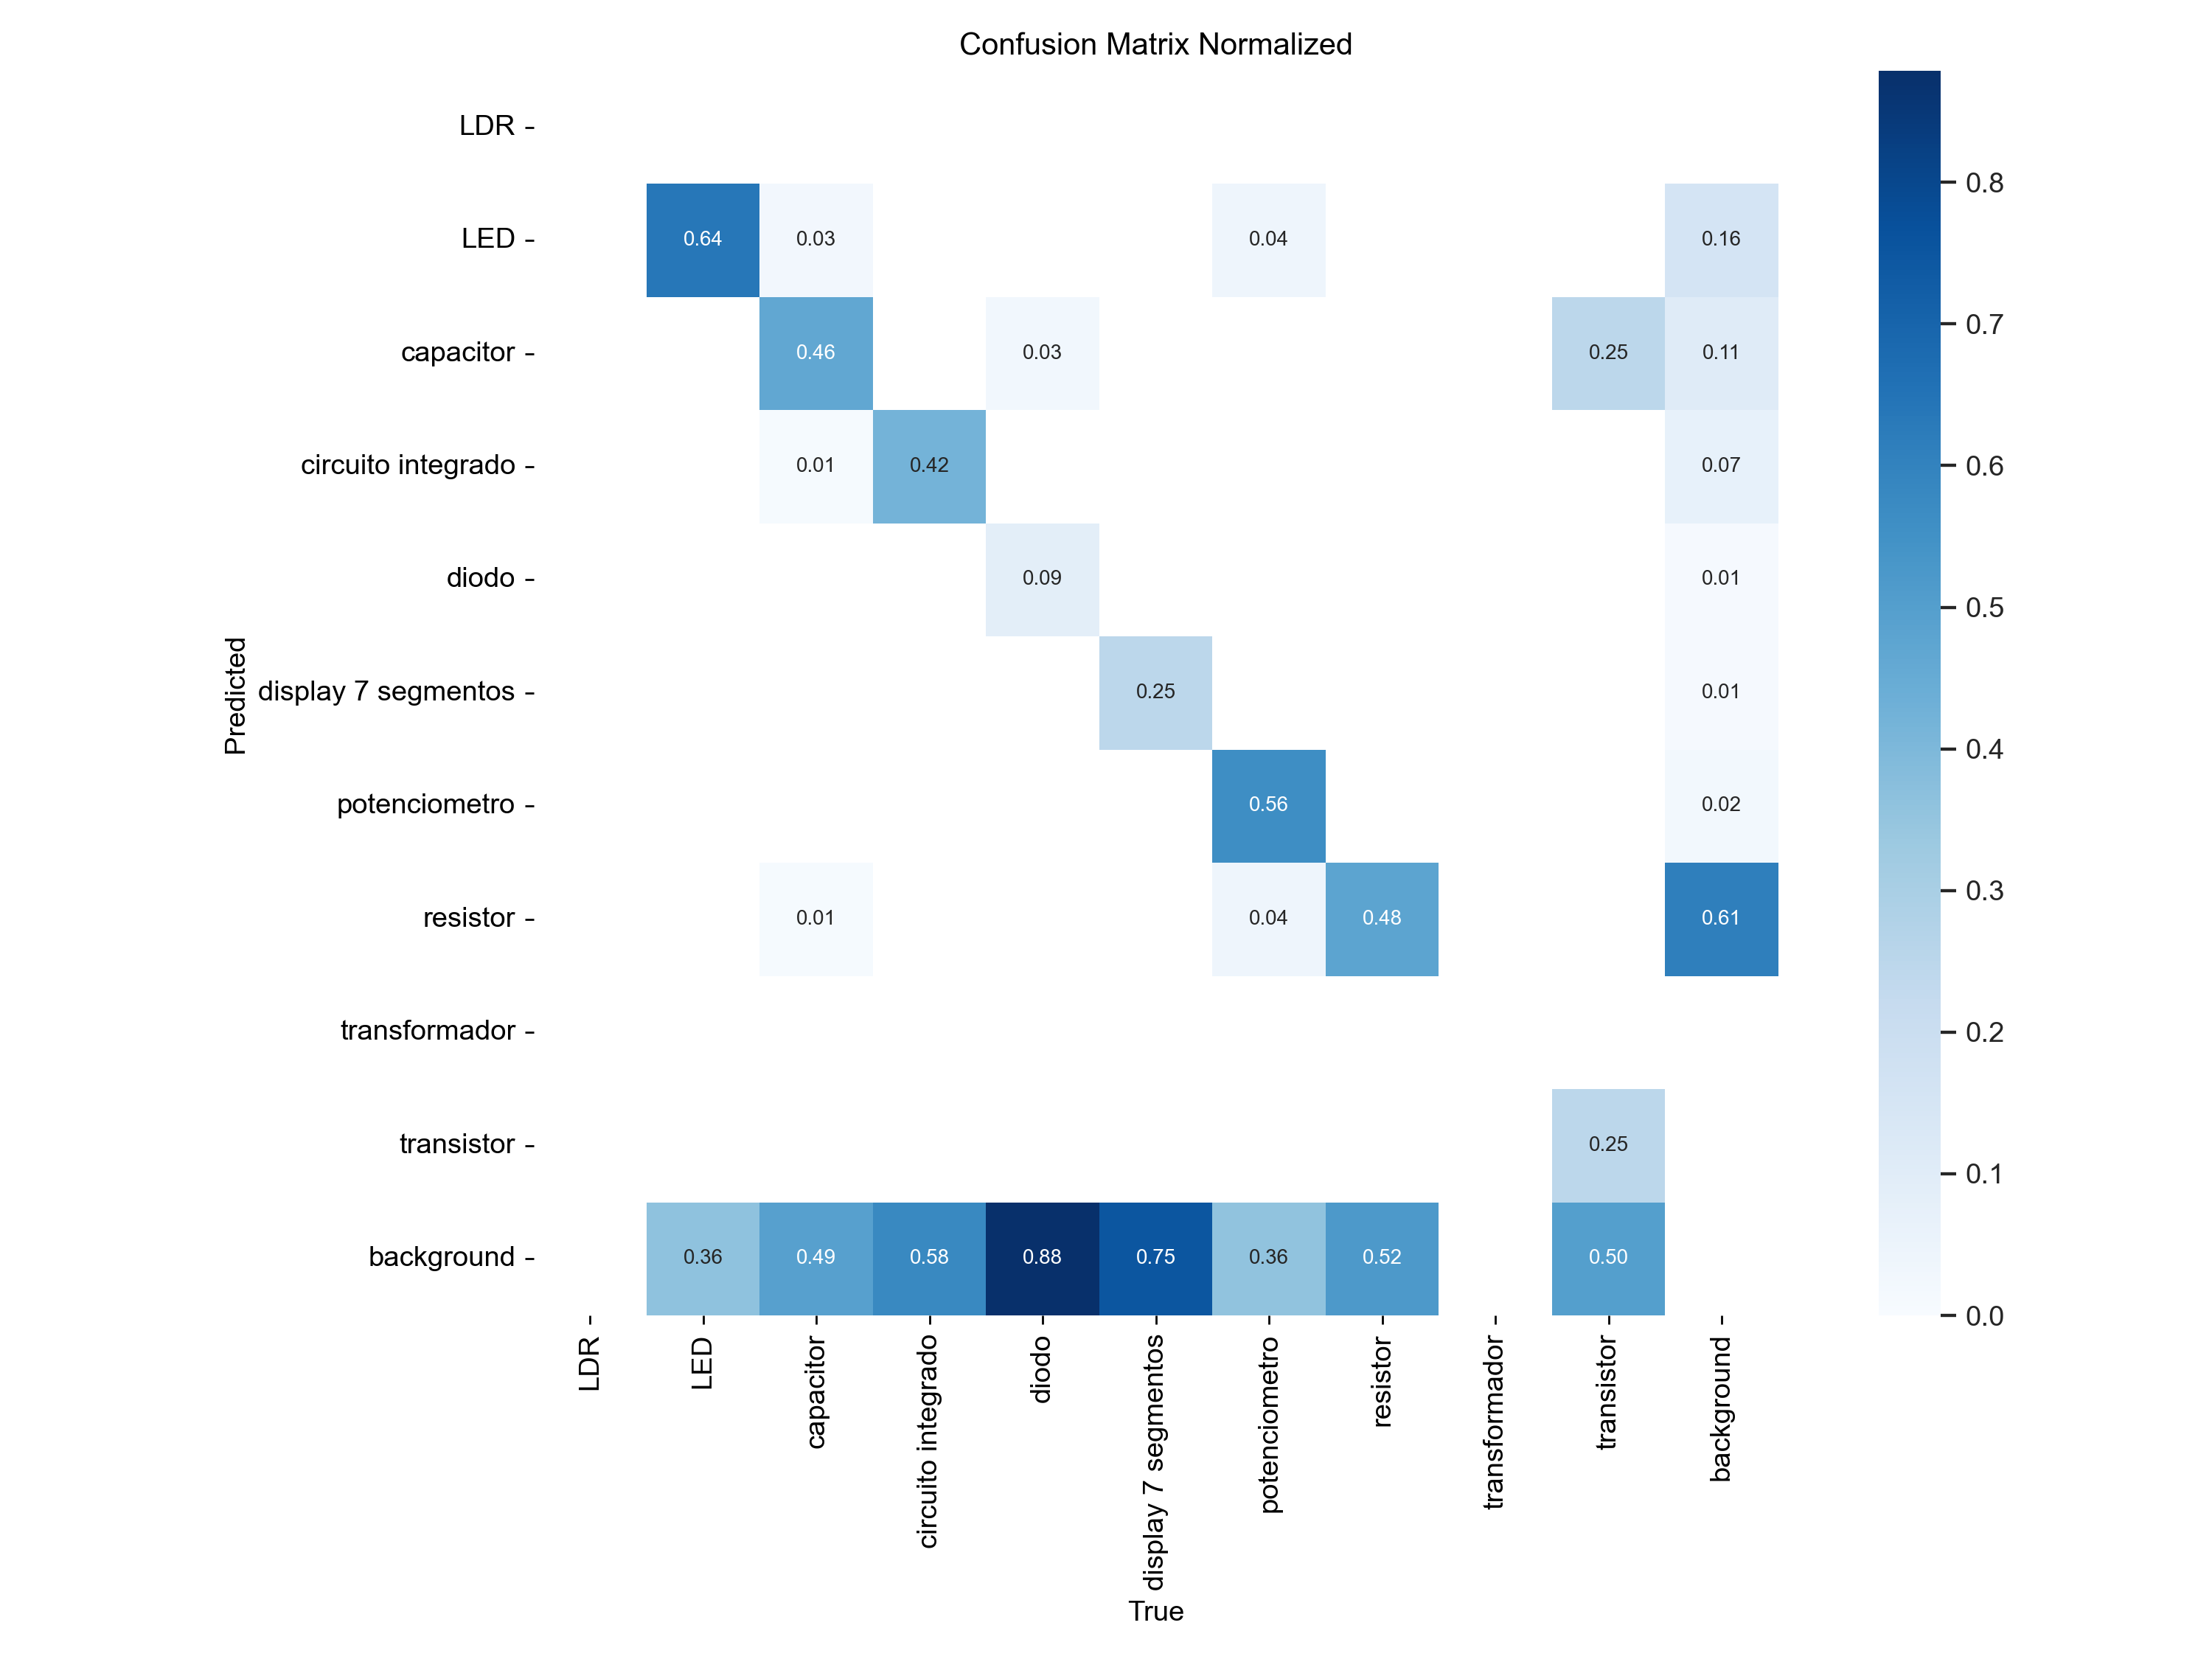 Confusion Matrix Normalized
LDR
LED 0.64 0.03 0.04 0.16
capacitor 0.46 0.03 0.25 0.11
circuito integrado 0.01 0.42 0.07
diodo 0.09 0.01
display 7 segmentos 0.25 0.01
potenciometro 0.56 0.02
resistor 0.01 0.04 0.48 0.61
transformador
transistor 0.25
background 0.36 0.49 0.58 0.88 0.75 0.36 0.52 0.50
Predicted
LDR
LED
capacitor
circuito integrado
diodo
display 7 segmentos
potenciometro
resistor
transformador
transistor
background
True
0.8
0.7
0.6
0.5
0.4
0.3
0.2
0.1
0.0